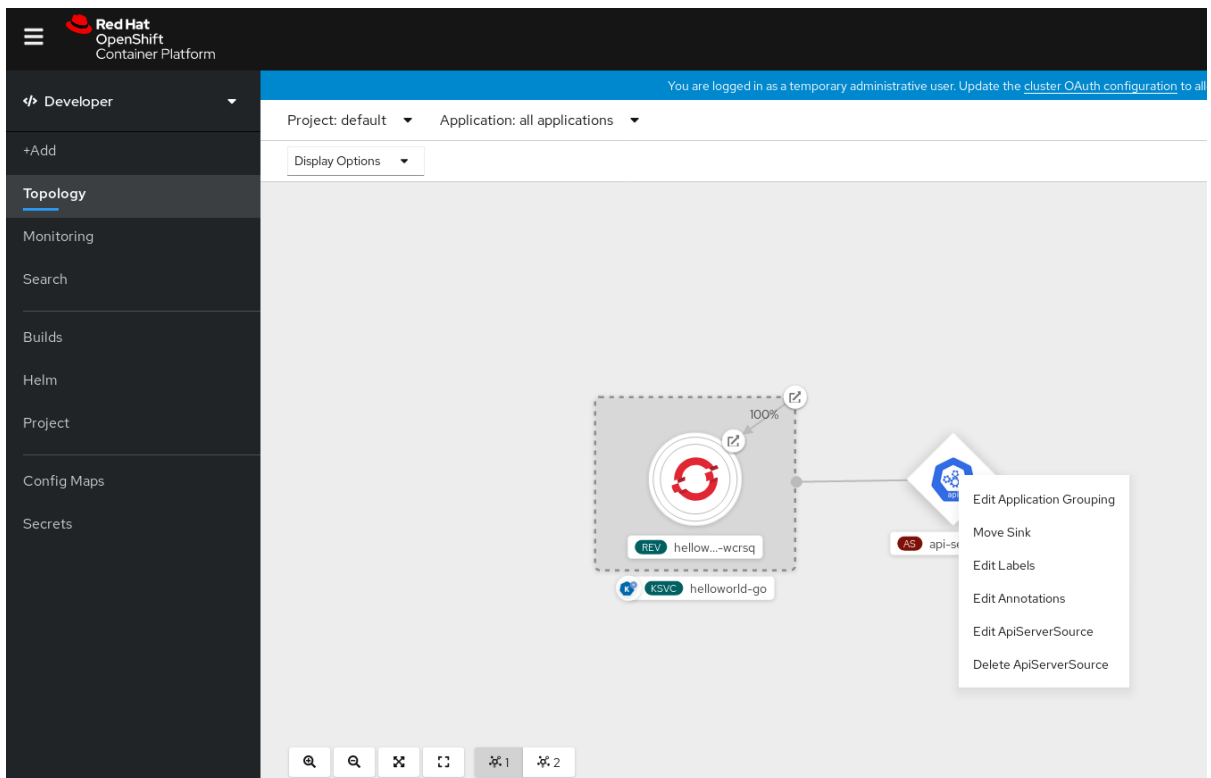 Red Hat
OpenShift
Container Platform
Developer
You are logged in as a temporary administrative user. Update the cluster OAuth configuration to all
Project: default
Application: all applications
+Add
Display Options
Topology
Monitoring
Search
Builds
Helm
Project
Config Maps
Secrets
100%
REV hellow...-wcrsq
K KSVC helloworld-go
api
AS api-se
Edit Application Grouping
Move Sink
Edit Labels
Edit Annotations
Edit ApiServerSource
Delete ApiServerSource
1
2